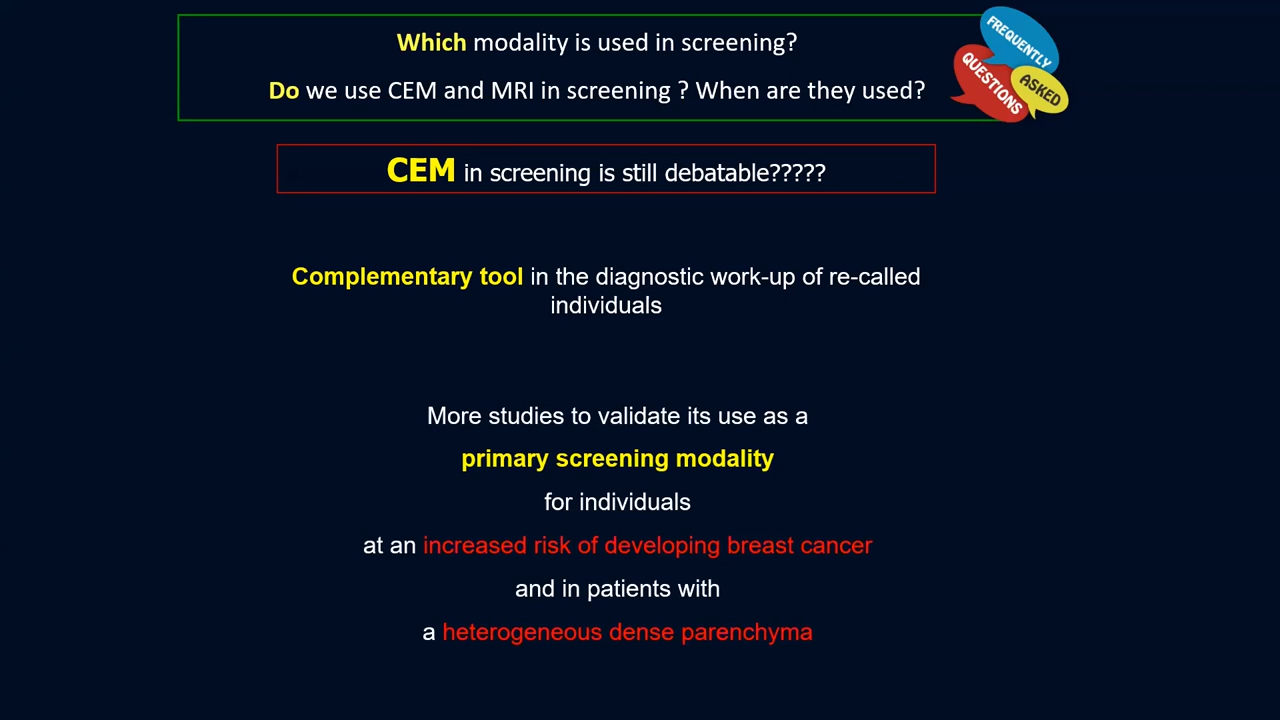 Which modality is used in screening?
Do we use CEM and MRI in screening ? When are they used?
FREQUENTLY
ASKED
QUESTIONS
CEM in screening is still debatable?????
Complementary tool in the diagnostic work-up of re-called
individuals
More studies to validate its use as a
primary screening modality
for individuals
at an increased risk of developing breast cancer
and in patients with
a heterogeneous dense parenchyma